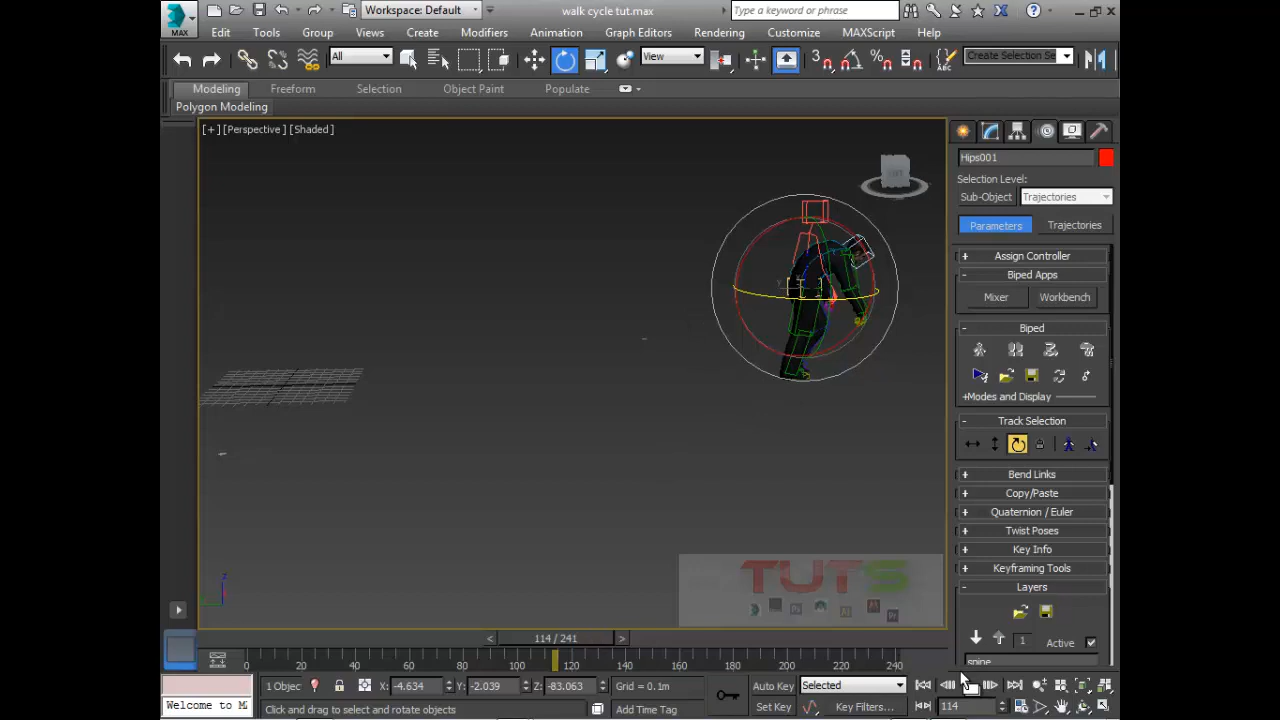 MAX
Workspace: Default
walk cycle tut.max
Type a keyword or phrase
Edit Tools Group Views Create Modifiers Animation Graph Editors Rendering Customize MAXScript Help
All
View
3
Create Selection Se
Modeling Freeform Selection Object Paint Populate
Polygon Modeling
[+] [Perspective] [Shaded]
Hips001
Selection Level:
Sub-Object Trajectories
Parameters Trajectories
+ Assign Controller
- Biped Apps
Mixer Workbench
- Biped
+Modes and Display
- Track Selection
+ Bend Links
+ Copy/Paste
+ Quaternion / Euler
+ Twist Poses
+ Key Info
+ Keyframing Tools
- Layers
1 Active
spine
TUTS
z
< 114 / 241 >
0 20 40 60 80 100 120 140 160 180 200 220 240
1 Objec X: -4.634 Y: -2.039 Z: -83.063 Grid = 0.1m Auto Key Selected
Welcome to M Click and drag to select and rotate objects Add Time Tag Set Key Key Filters... 114